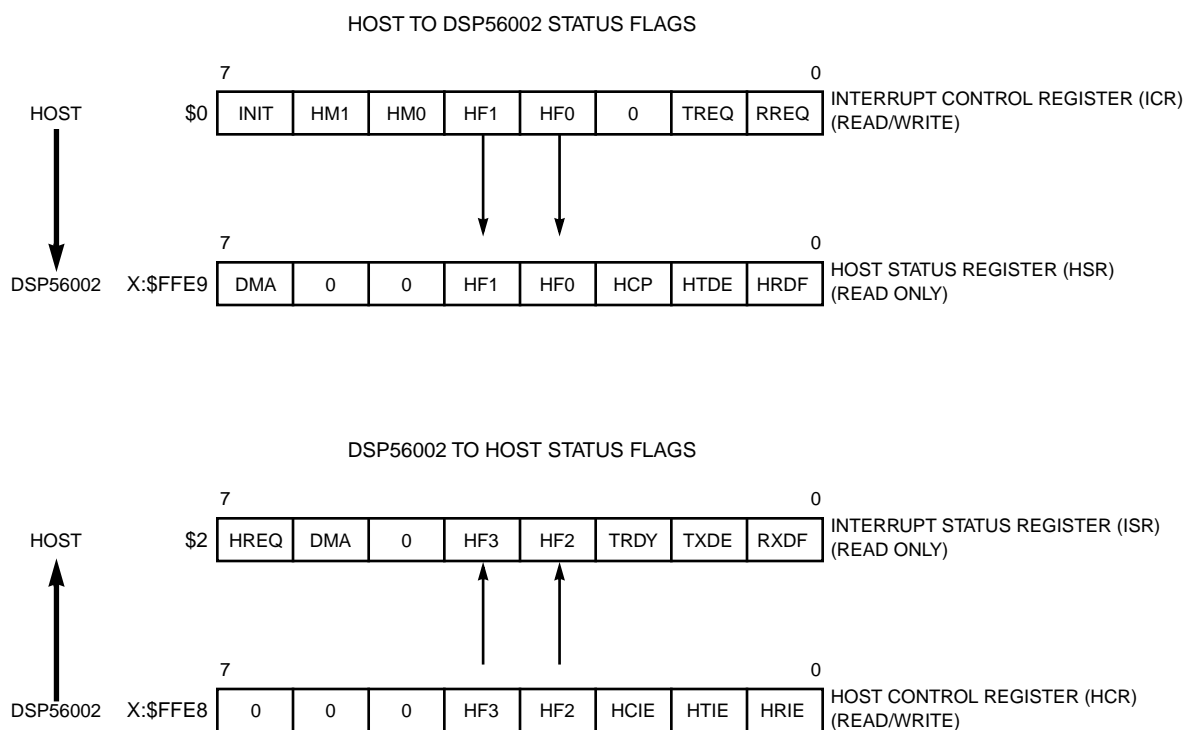 HOST TO DSP56002 STATUS FLAGS
7 0
HOST $0 INIT HM1 HM0 HF1 HF0 0 TREQ RREQ INTERRUPT CONTROL REGISTER (ICR)
(READ/WRITE)
7 0
DSP56002 X:$FFE9 DMA 0 0 HF1 HF0 HCP HTDE HRDF HOST STATUS REGISTER (HSR)
(READ ONLY)
DSP56002 TO HOST STATUS FLAGS
7 0
HOST $2 HREQ DMA 0 HF3 HF2 TRDY TXDE RXDF INTERRUPT STATUS REGISTER (ISR)
(READ ONLY)
7 0
DSP56002 X:$FFE8 0 0 0 HF3 HF2 HCIE HTIE HRIE HOST CONTROL REGISTER (HCR)
(READ/WRITE)